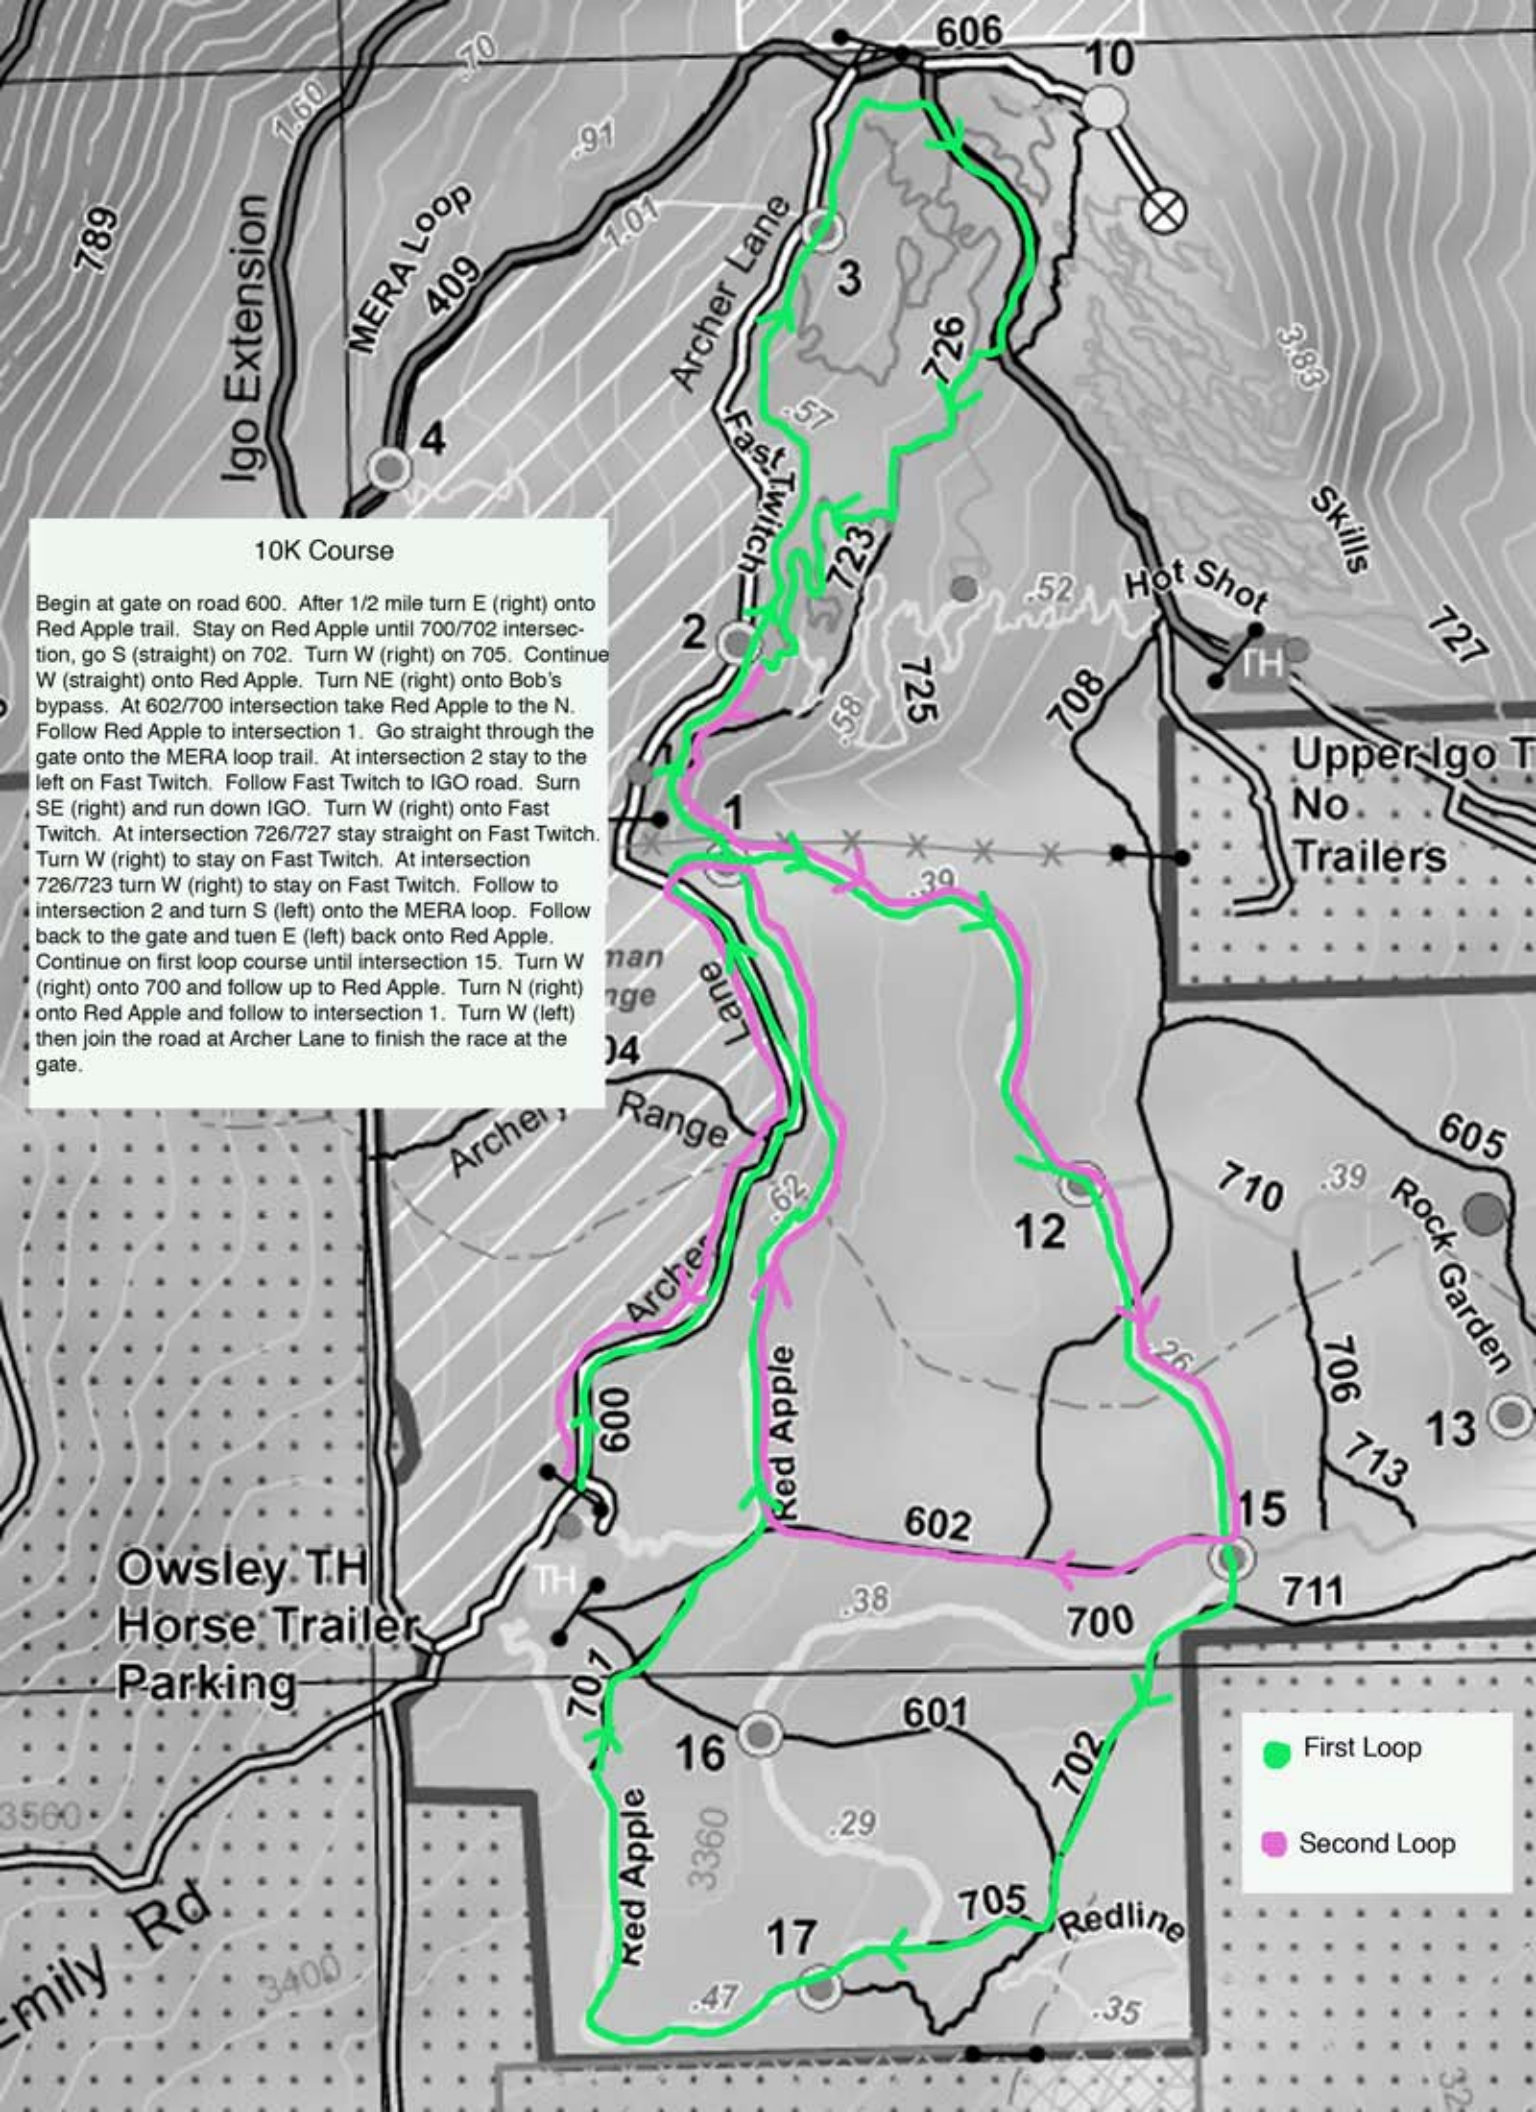 606
10
.70
1.60
.91
789
MERA Loop
409
1.01
Igo Extension
Archer Lane
3
726
3.83
.57
Fast Twitch
4
Skills
723
Hot Shot
.52
727
2
TH
725
708
.58
10K Course
Begin at gate on road 600. After 1/2 mile turn E (right) onto
Red Apple trail. Stay on Red Apple until 700/702 intersec-
tion, go S (straight) on 702. Turn W (right) on 705. Continue
W (straight) onto Red Apple. Turn NE (right) onto Bob's
bypass. At 602/700 intersection take Red Apple to the N.
Follow Red Apple to intersection 1. Go straight through the
gate onto the MERA loop trail. At intersection 2 stay to the
left on Fast Twitch. Follow Fast Twitch to IGO road. Surn
SE (right) and run down IGO. Turn W (right) onto Fast
Twitch. At intersection 726/727 stay straight on Fast Twitch.
Turn W (right) to stay on Fast Twitch. At intersection
726/723 turn W (right) to stay on Fast Twitch. Follow to
intersection 2 and turn S (left) onto the MERA loop. Follow
back to the gate and tuen E (left) back onto Red Apple.
Continue on first loop course until intersection 15. Turn W
(right) onto 700 and follow up to Red Apple. Turn N (right)
onto Red Apple and follow to intersection 1. Turn W (left)
then join the road at Archer Lane to finish the race at the
gate.
Upper Igo T
No
Trailers
1
.39
man
nge
Lane
04
Archery Range
605
.62
12
710
.39
Rock Garden
Archer
.26
706
600
Red Apple
13
713
602
15
Owsley TH
Horse Trailer
Parking
TH
.38
700
711
701
16
601
702
First Loop
Second Loop
3560
Red Apple
3360
.29
705
Redline
17
Emily Rd
3400
.47
.35
32